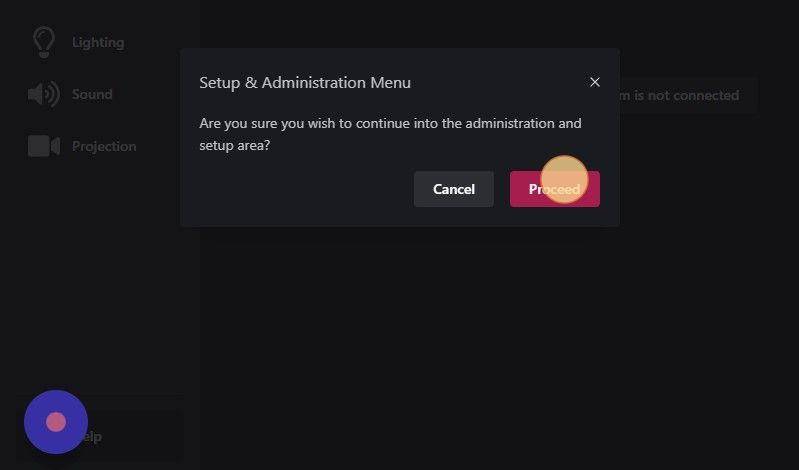 Lighting
Setup & Administration Menu
Sound
m is not connected
Are you sure you wish to continue into the administration and
setup area?
Projection
Cancel
Proceed
elp